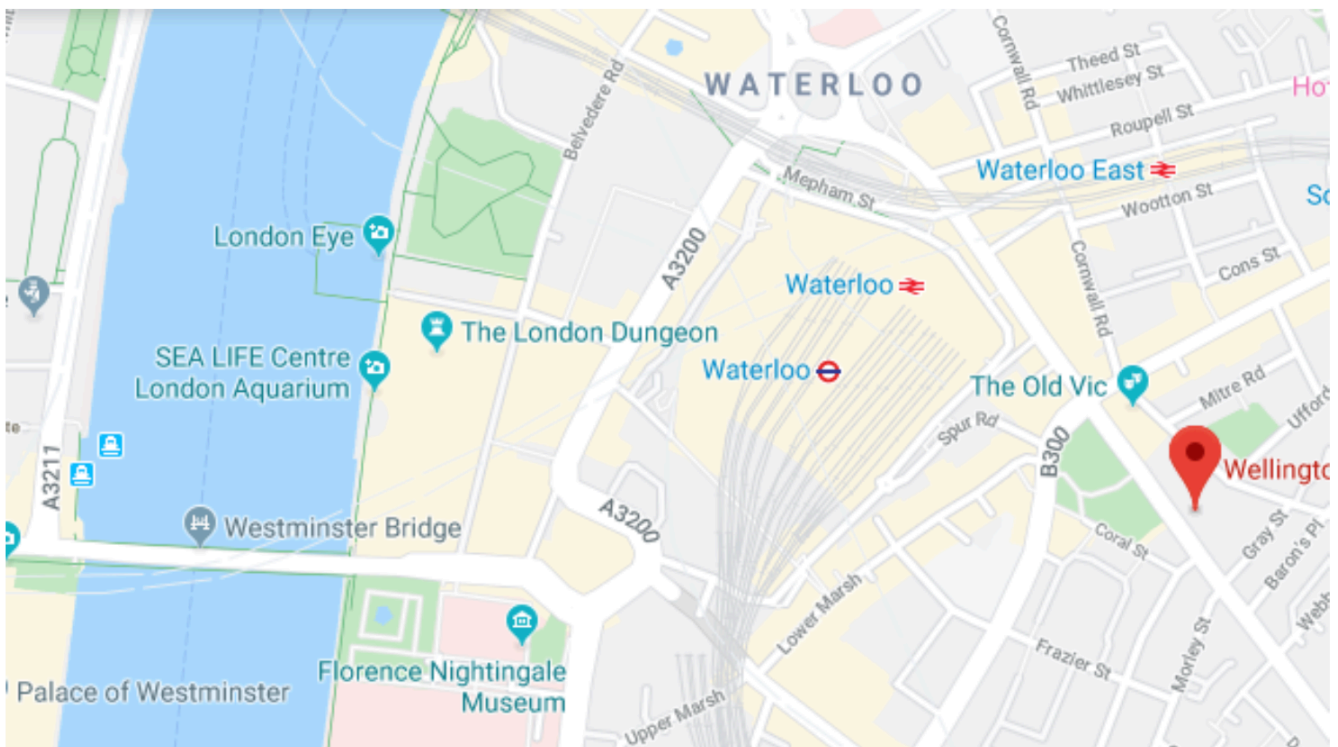 WATERLOO
Cornwall Rd
Theed St
Whittlesey St
Roupell St
Belvedere Rd
Waterloo East
Mepham St
Wootton St
London Eye
A3200
Cons St
Waterloo
Cornwall Rd
The London Dungeon
SEA LIFE Centre
London Aquarium
Waterloo
The Old Vic
Mitre Rd
Ufford
Spur Rd
B300
A3211
Wellingto
Westminster Bridge
A3200
Coral St
Gray St
Baron's Pl
Lower Marsh
Webb
Frazier St
Morley St
Florence Nightingale
Museum
Palace of Westminster
Upper Marsh